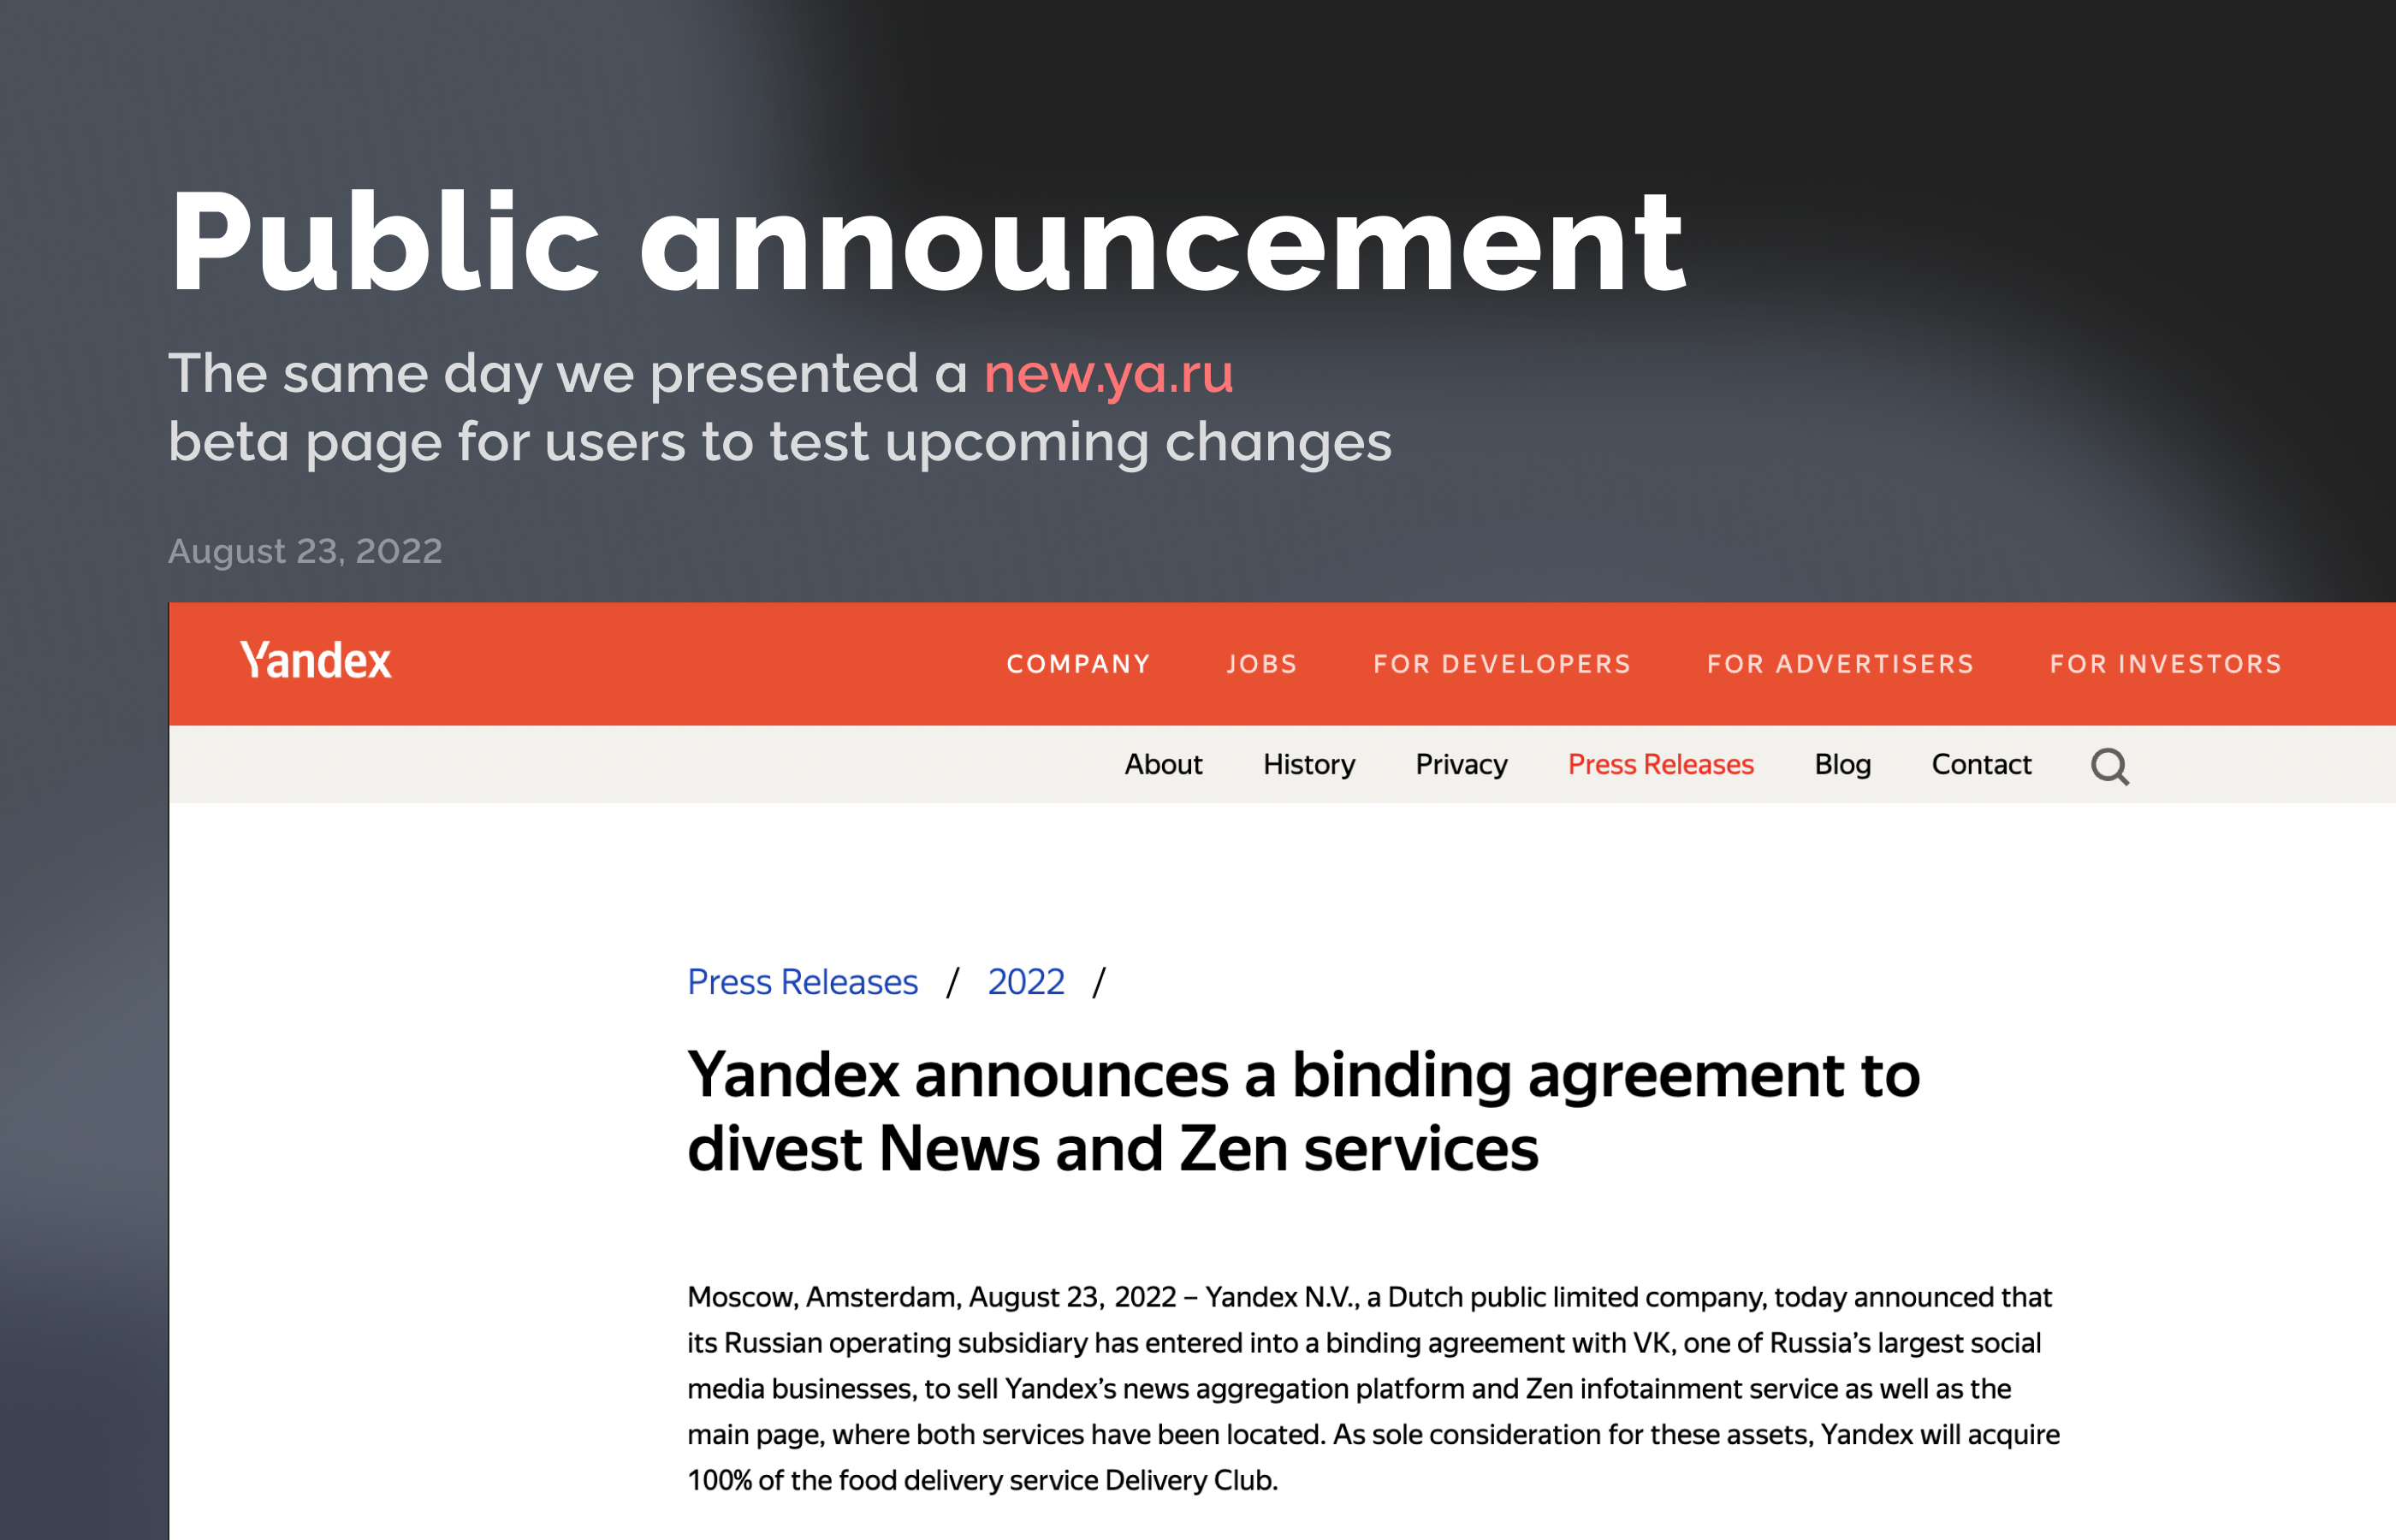 Public announcement
The same day we presented a new.ya.ru
beta page for users to test upcoming changes
August 23, 2022
Yandex
COMPANY JOBS FOR DEVELOPERS FOR ADVERTISERS FOR INVESTORS
About History Privacy Press Releases Blog Contact
Press Releases / 2022 /
Yandex announces a binding agreement to
divest News and Zen services
Moscow, Amsterdam, August 23, 2022 – Yandex N.V., a Dutch public limited company, today announced that
its Russian operating subsidiary has entered into a binding agreement with VK, one of Russia’s largest social
media businesses, to sell Yandex’s news aggregation platform and Zen infotainment service as well as the
main page, where both services have been located. As sole consideration for these assets, Yandex will acquire
100% of the food delivery service Delivery Club.